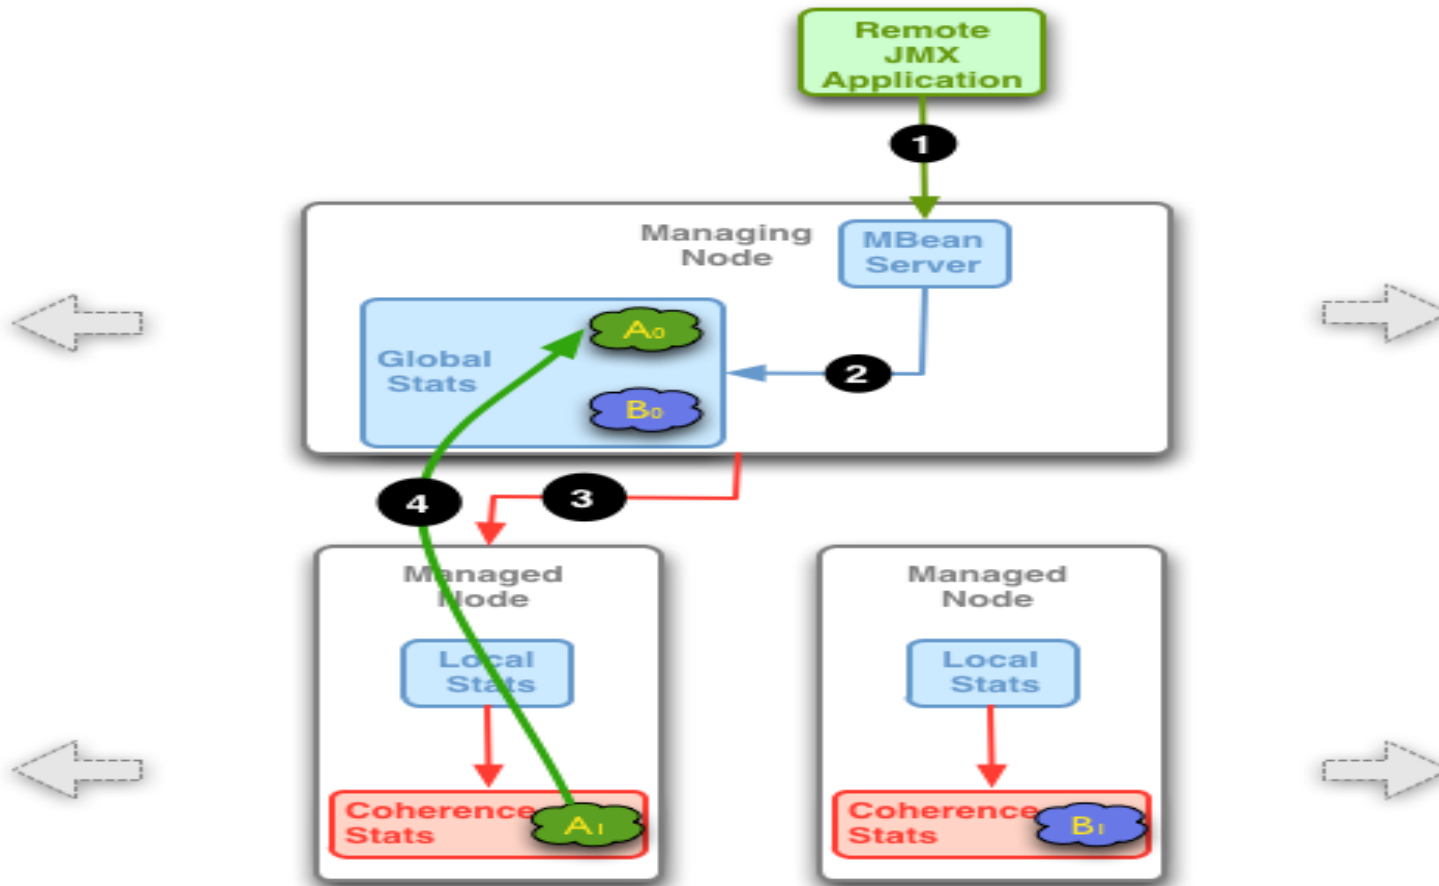 Remote
JMX
Application
1
Managing
Node
MBean
Server
A0
Global
Stats
2
B0
4
3
Managed
Node
Local
Stats
Coherence
Stats
A1
Managed
Node
Local
Stats
Coherence
Stats
B1